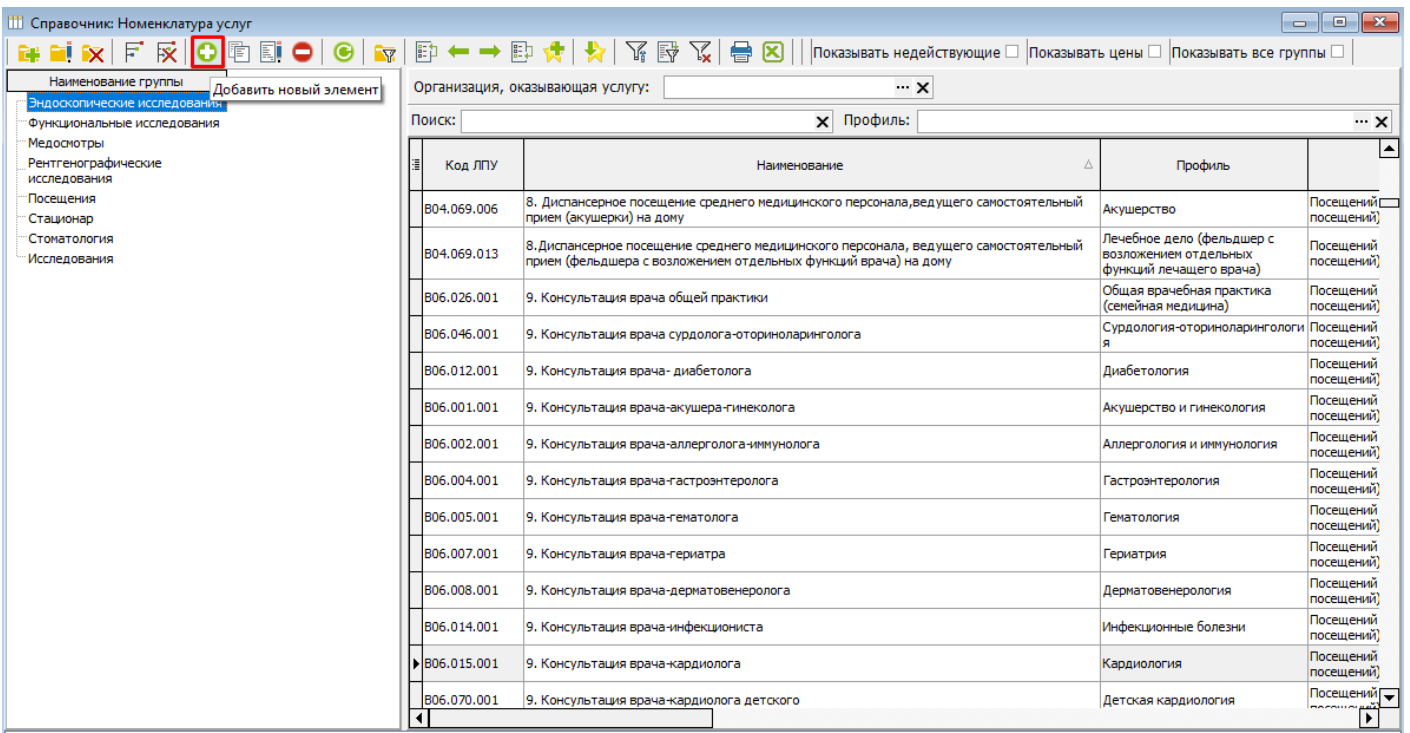 Справочник: Номенклатура услуг
Показывать недействующие Показывать цены Показывать все группы
Наименование группы
Добавить новый элемент
Эндоскопические исследования
Функциональные исследования
Медосмотры
Рентгенографические
исследования
Посещения
Стационар
Стоматология
Исследования
Организация, оказывающая услугу:
Поиск:
Профиль:
Код ЛПУ Наименование Профиль
B04.069.006
8. Диспансерное посещение среднего медицинского персонала,ведущего самостоятельный
прием (акушерки) на дому
Акушерство
Посещений
посещений)
B04.069.013
8.Диспансерное посещение среднего медицинского персонала, ведущего самостоятельный
прием (фельдшера с возложением отдельных функций врача) на дому
Лечебное дело (фельдшер с
возложением отдельных
функций лечащего врача)
Посещений
посещений)
B06.026.001
9. Консультация врача общей практики
Общая врачебная практика
(семейная медицина)
Посещений
посещений)
B06.046.001
9. Консультация врача сурдолога-оториноларинголога
Сурдология-оториноларингологи
я
Посещений
посещений)
B06.012.001
9. Консультация врача- диабетолога
Диабетология
Посещений
посещений)
B06.001.001
9. Консультация врача-акушера-гинеколога
Акушерство и гинекология
Посещений
посещений)
B06.002.001
9. Консультация врача-аллерголога-иммунолога
Аллергология и иммунология
Посещений
посещений)
B06.004.001
9. Консультация врача-гастроэнтеролога
Гастроэнтерология
Посещений
посещений)
B06.005.001
9. Консультация врача-гематолога
Гематология
Посещений
посещений)
B06.007.001
9. Консультация врача-гериатра
Гериатрия
Посещений
посещений)
B06.008.001
9. Консультация врача-дерматовенеролога
Дерматовенерология
Посещений
посещений)
B06.014.001
9. Консультация врача-инфекциониста
Инфекционные болезни
Посещений
посещений)
B06.015.001
9. Консультация врача-кардиолога
Кардиология
Посещений
посещений)
B06.070.001
9. Консультация врача-кардиолога детского
Детская кардиология
Посещений